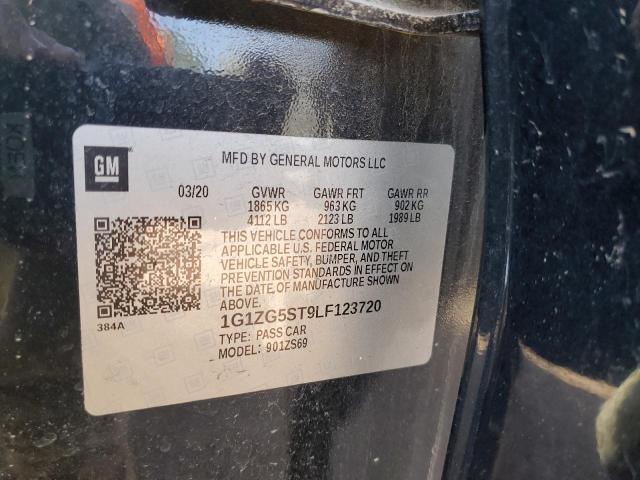 GM
MFD BY GENERAL MOTORS LLC
03/20 GVWR GAWR FRT GAWR RR
1865 KG 963 KG 902 KG
4112 LB 2123 LB 1989 LB
THIS VEHICLE CONFORMS TO ALL
APPLICABLE U.S. FEDERAL MOTOR
VEHICLE SAFETY, BUMPER, AND THEFT
PREVENTION STANDARDS IN EFFECT ON
THE DATE OF MANUFACTURE SHOWN
ABOVE.
384A
1G1ZG5ST9LF123720
TYPE: PASS CAR
MODEL: 901ZS69